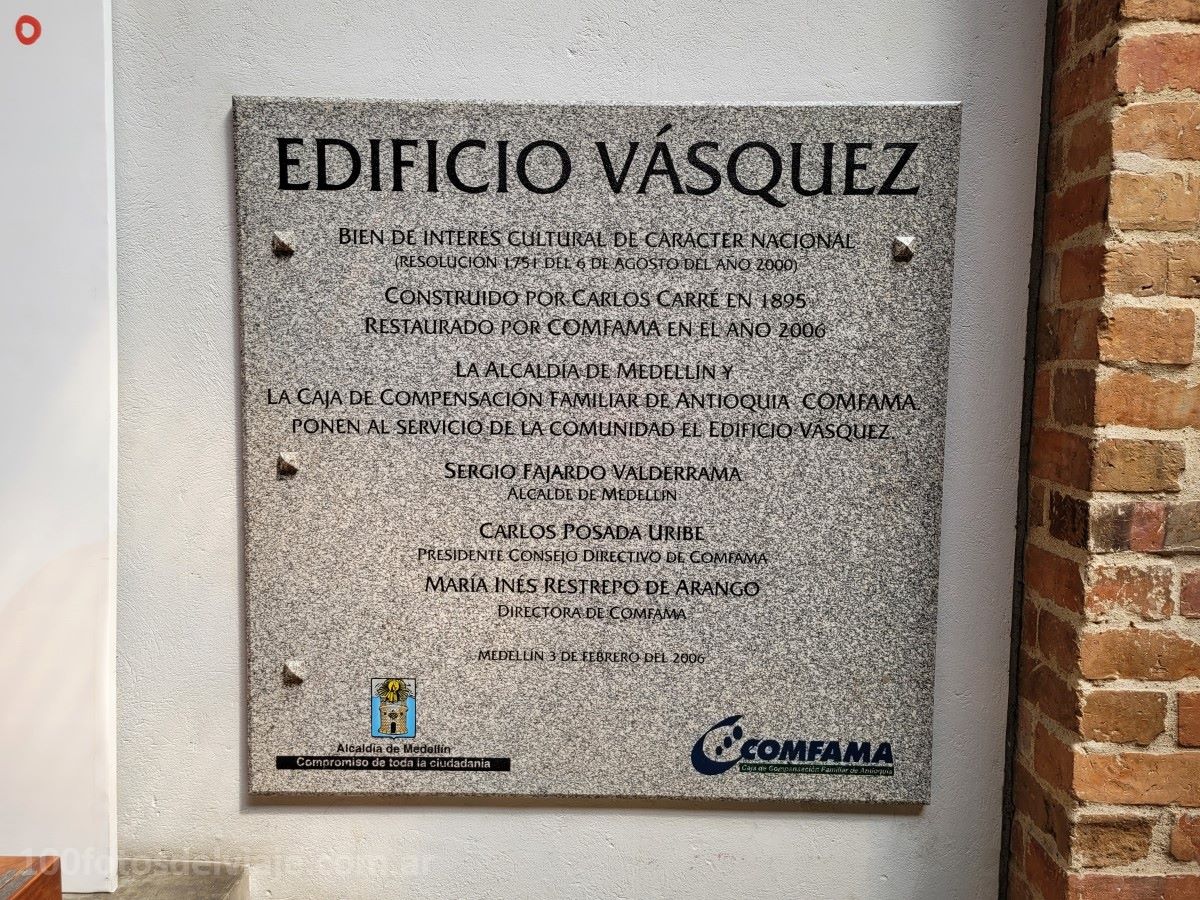 EDIFICIO VÁSQUEZ
BIEN DE INTERES CULTURAL DE CARÁCTER NACIONAL
(RESOLUCION 1751 DEL 6 DE AGOSTO DEL AÑO 2000)
CONSTRUIDO POR CARLOS CARRÉ EN 1895
RESTAURADO POR COMFAMA EN EL AÑO 2006
LA ALCALDÍA DE MEDELLÍN Y
LA CAJA DE COMPENSACIÓN FAMILIAR DE ANTIOQUIA COMFAMA
PONEN AL SERVICIO DE LA COMUNIDAD EL EDIFICIO VÁSQUEZ.
SERGIO FAJARDO VALDERRAMA
ALCALDE DE MEDELLÍN
CARLOS POSADA URIBE
PRESIDENTE CONSEJO DIRECTIVO DE COMFAMA
MARÍA INÉS RESTREPO DE ARANGO
DIRECTORA DE COMFAMA
MEDELLÍN 3 DE FEBRERO DEL 2006
Alcaldía de Medellín
Compromiso de toda la ciudadanía
COMFAMA
Caja de Compensación Familiar de Antioquia
100fotosdelviaje.com.ar